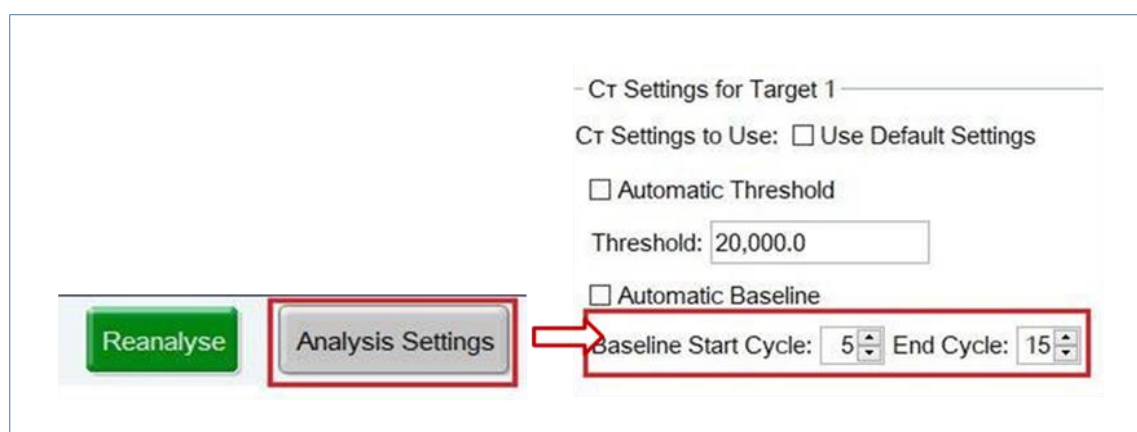 Reanalyse
Analysis Settings
Cт Settings for Target 1
Cт Settings to Use: Use Default Settings
Automatic Threshold
Threshold: 20,000.0
Automatic Baseline
Baseline Start Cycle: 5 End Cycle: 15